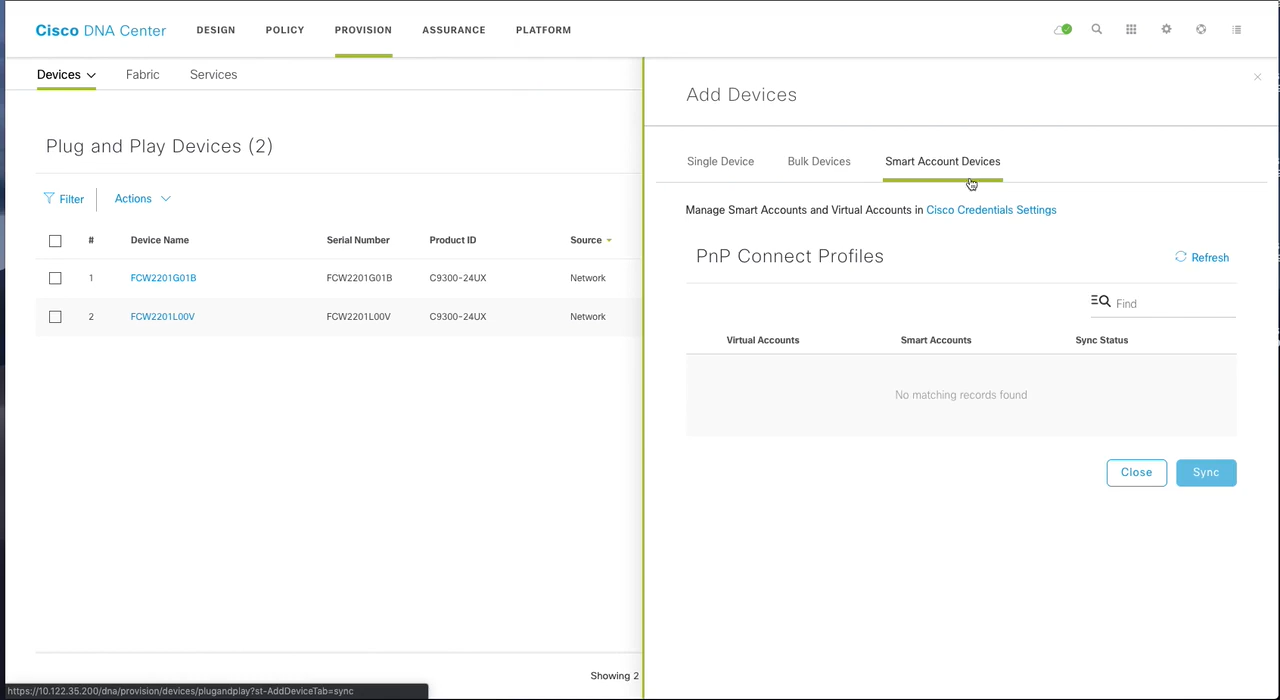 Cisco DNA Center DESIGN POLICY PROVISION ASSURANCE PLATFORM
Devices Fabric Services
Add Devices
Plug and Play Devices (2)
Filter Actions
# Device Name Serial Number Product ID Source
1 FCW2201G01B FCW2201G01B C9300-24UX Network
2 FCW2201L00V FCW2201L00V C9300-24UX Network
Showing 2
Single Device Bulk Devices Smart Account Devices
Manage Smart Accounts and Virtual Accounts in Cisco Credentials Settings
PnP Connect Profiles Refresh
Find
Virtual Accounts Smart Accounts Sync Status
No matching records found
Close Sync
https://10.122.35.200/dna/provision/devices/plugandplay?st-AddDeviceTab=sync